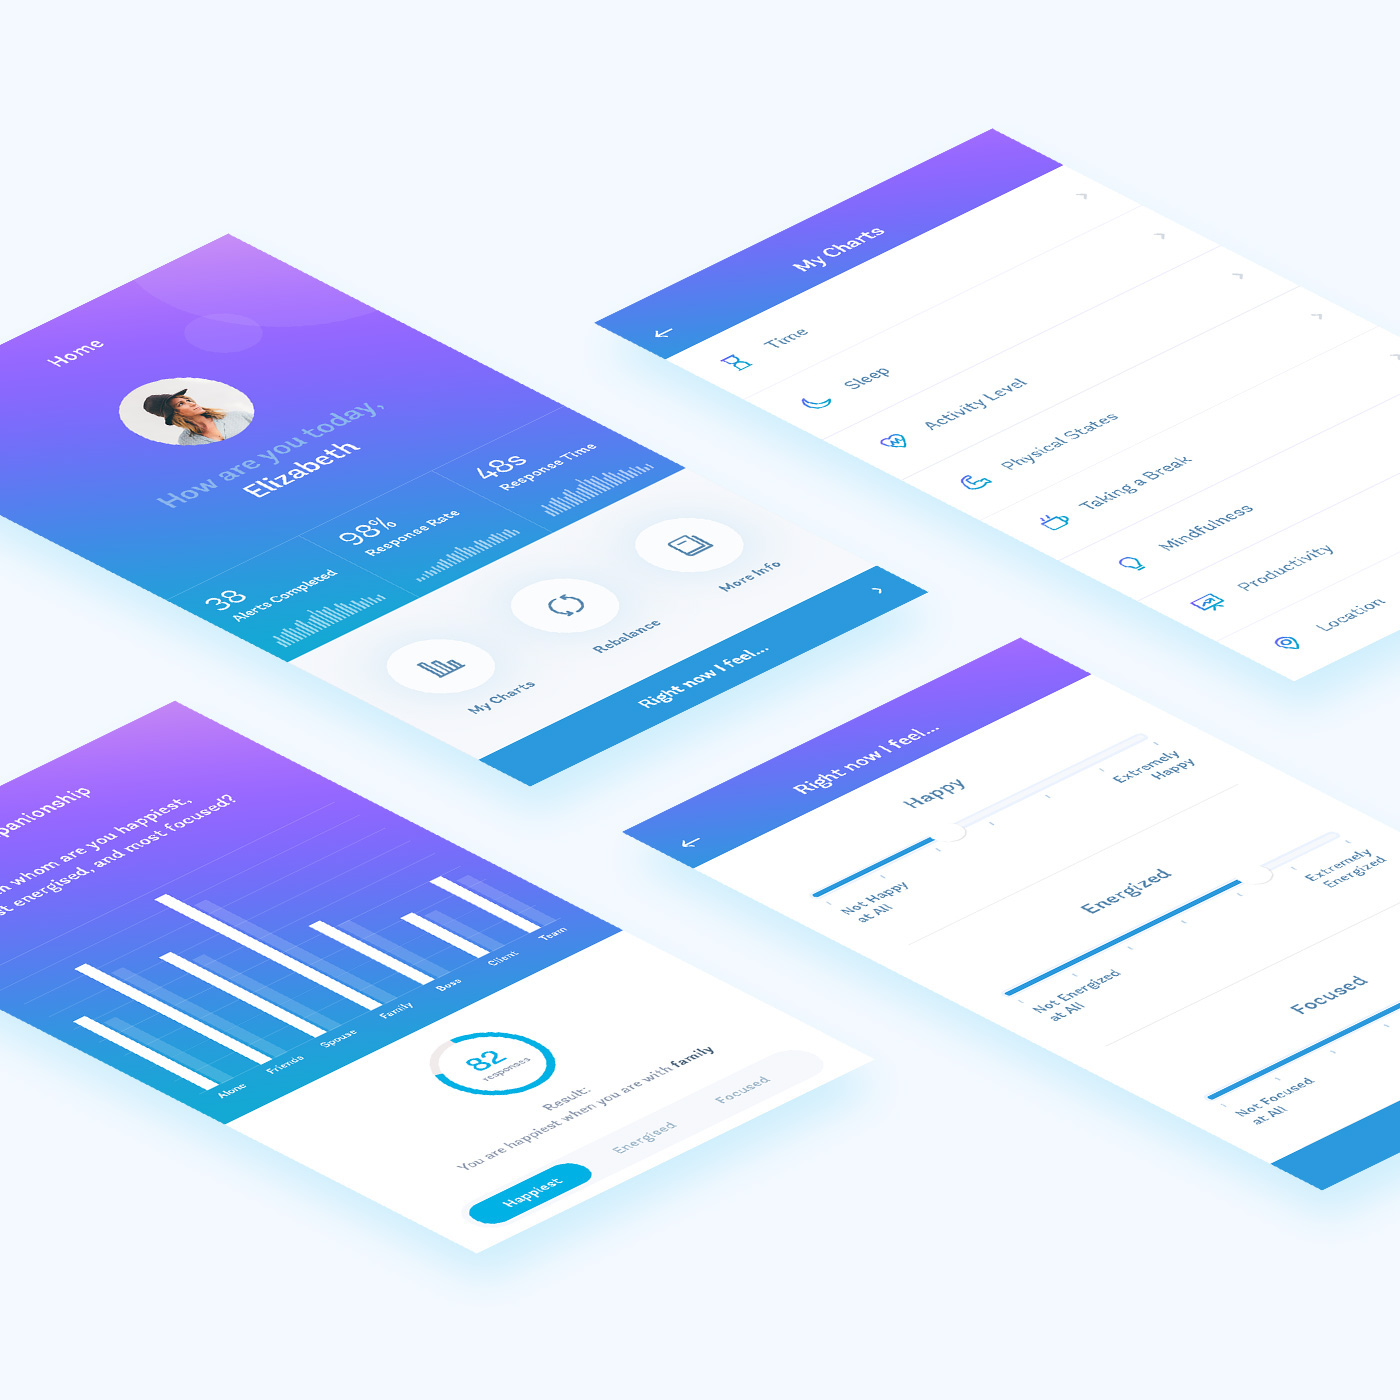 Home
How are you today,
Elizabeth
38
Alerts Completed
98%
Response Rate
48s
Response Time
My Charts
Rebalance
More Info
Right now I feel...
My Charts
Time
Sleep
Activity Level
Physical States
Taking a Break
Mindfulness
Productivity
Location
whom are you happiest,
energised, and most focused?
Alone
Friends
Spouse
Family
Boss
Client
Team
82
responses
Result:
You are happiest when you are with family
Happiest
Energised
Focused
Right now I feel...
Happy
Not Happy
at All
Extremely
Happy
Energized
Not Energized
at All
Extremely
Energized
Focused
Not Focused
at All